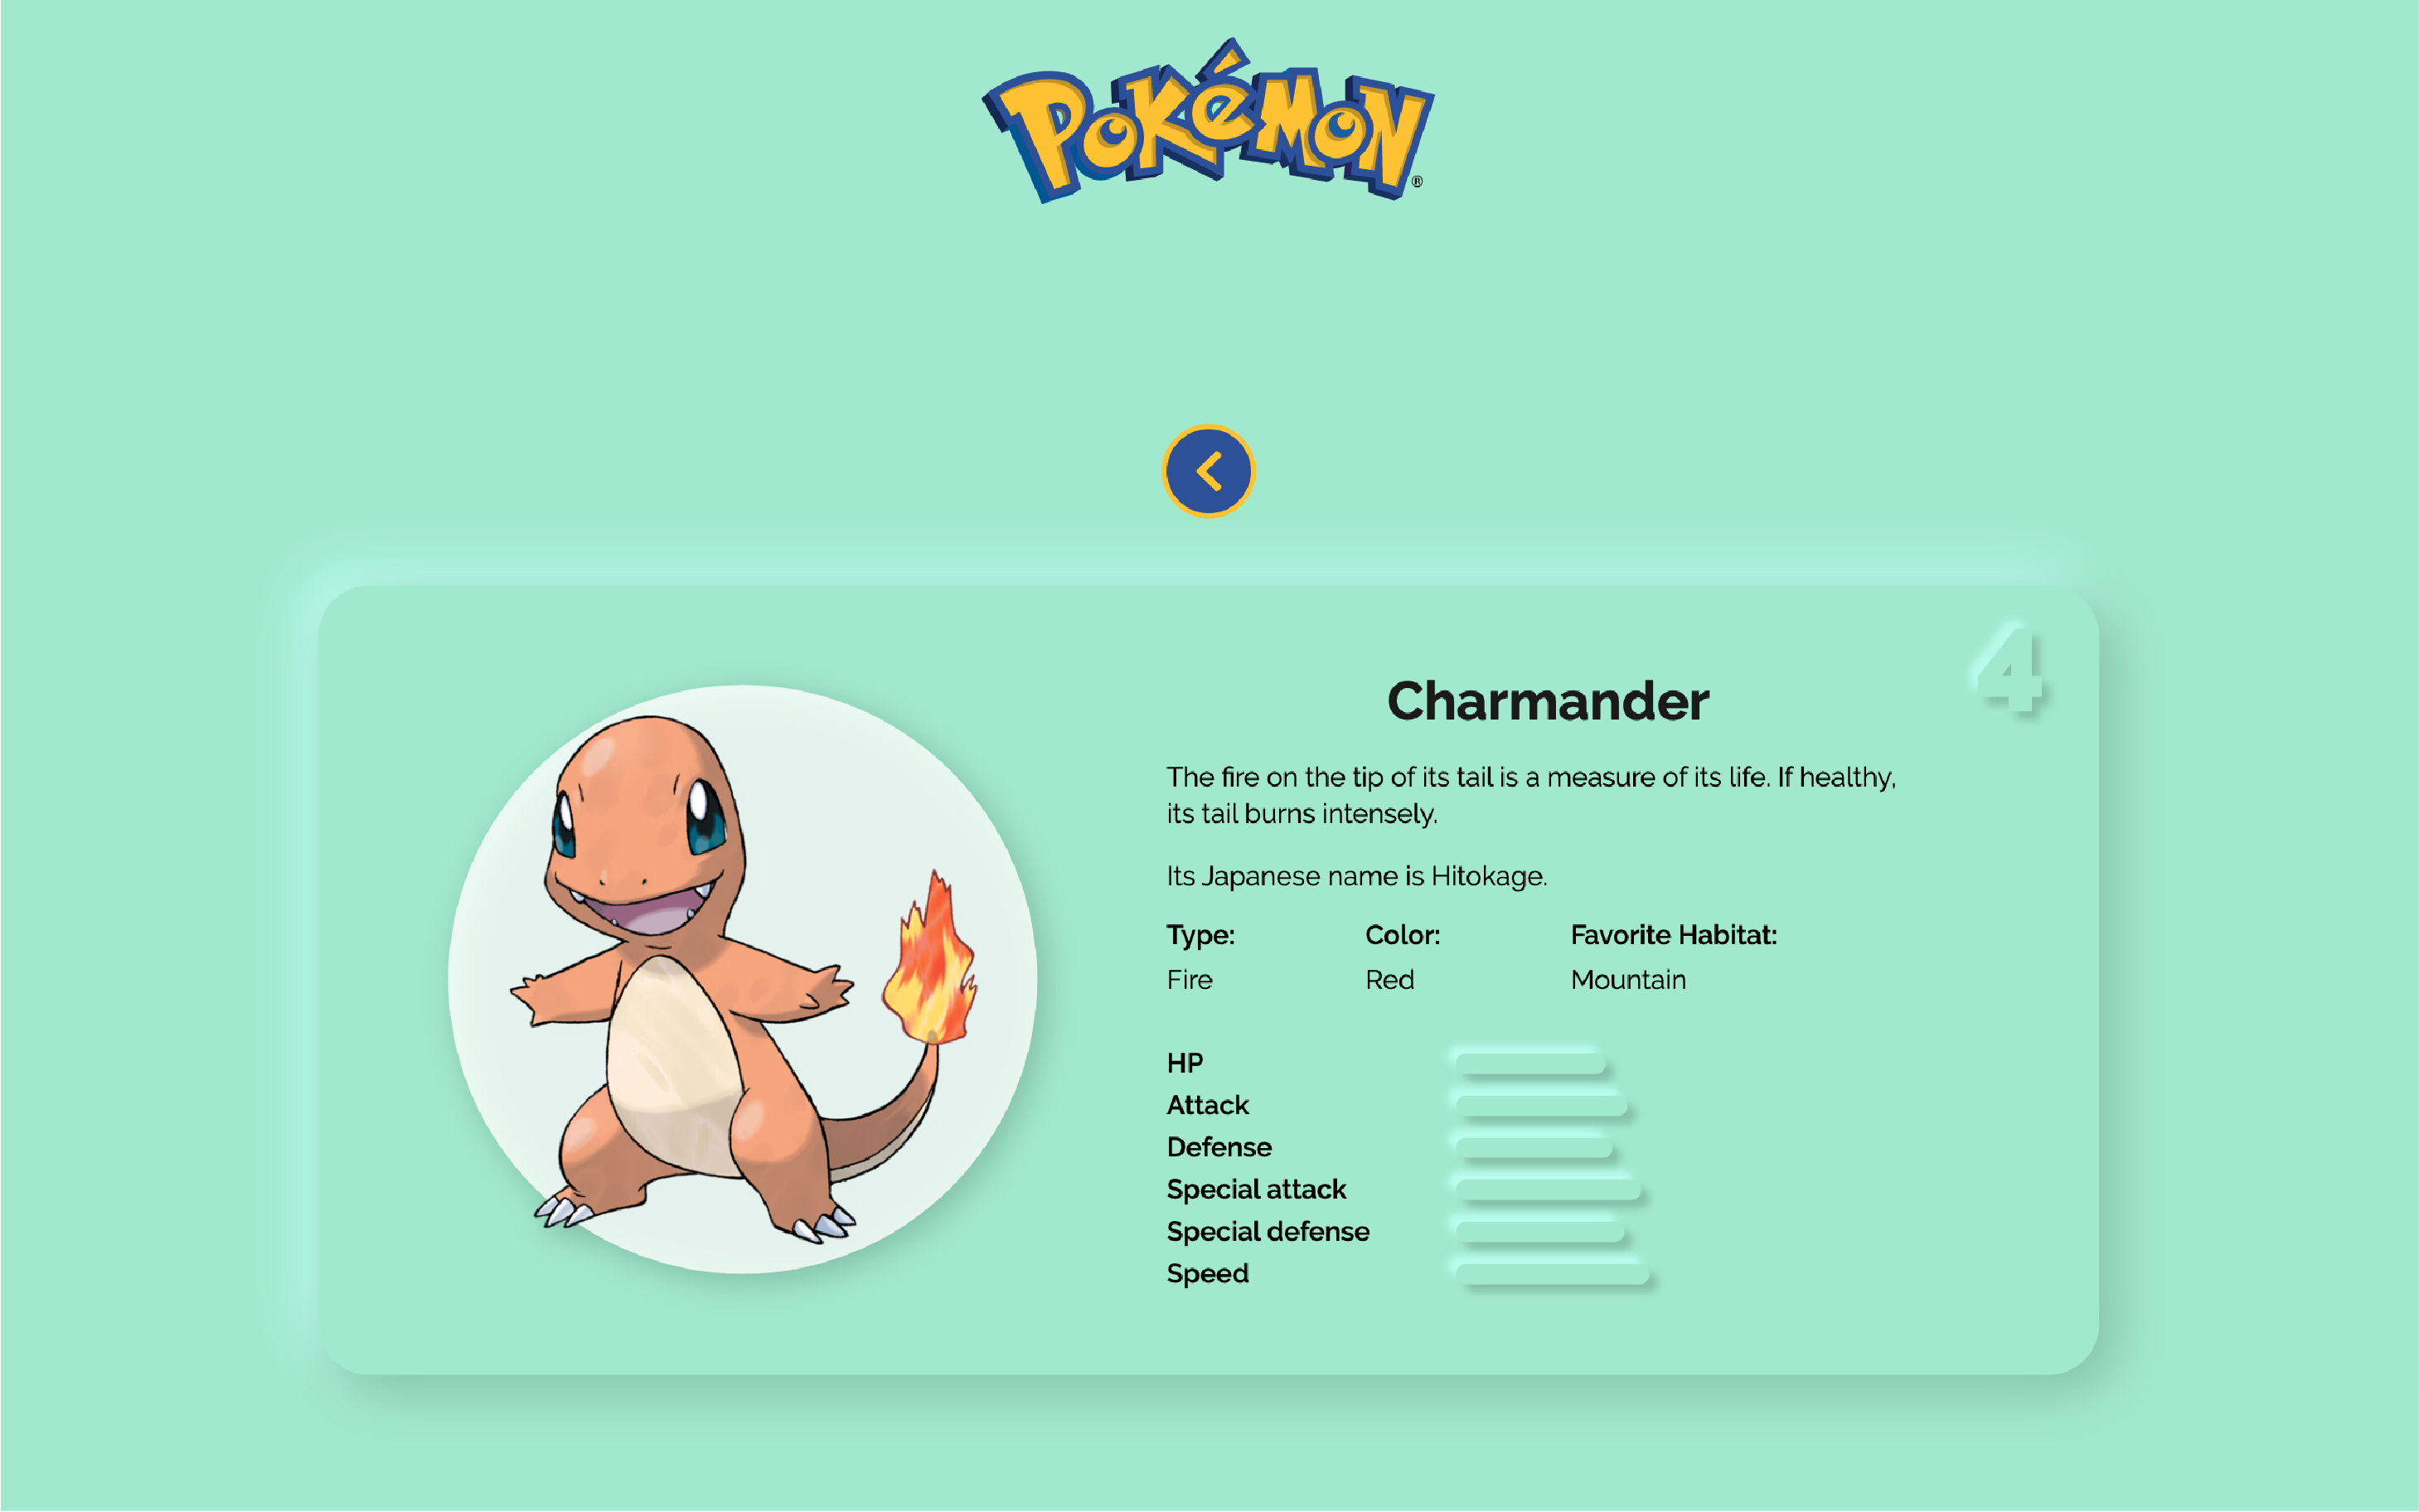 Pokémon
®
4
Charmander
The fire on the tip of its tail is a measure of its life. If healthy,
its tail burns intensely.
Its Japanese name is Hitokage.
Type: Color: Favorite Habitat:
Fire Red Mountain
HP
Attack
Defense
Special attack
Special defense
Speed